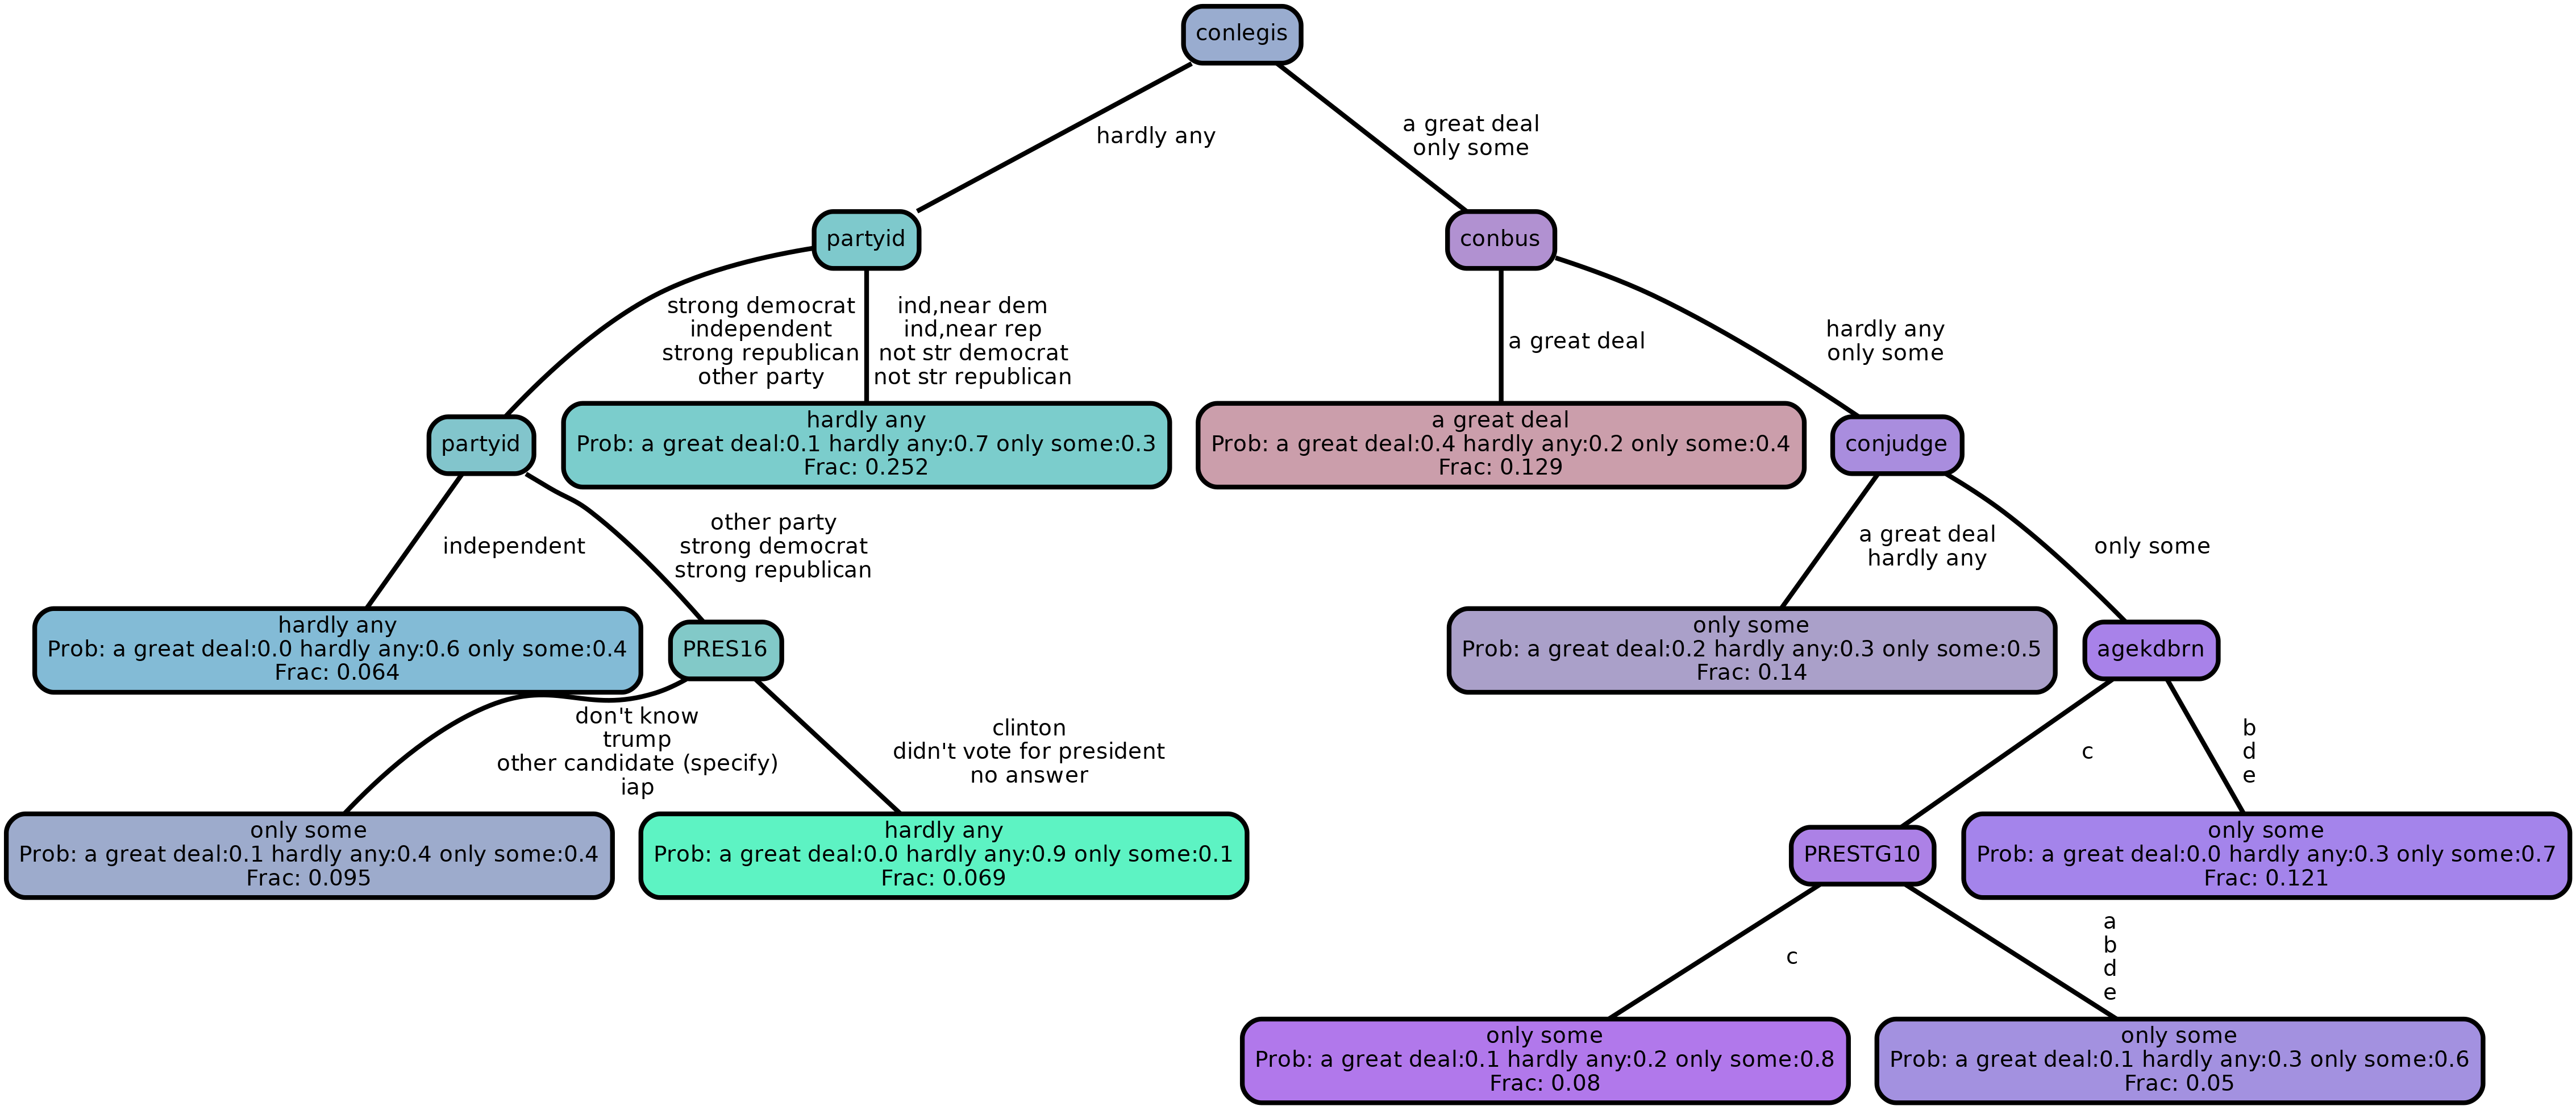 conlegis
hardly any
a great deal
only some
partyid
conbus
strong democrat
independent
strong republican
other party
ind,near dem
ind,near rep
not str democrat
not str republican
a great deal
hardly any
only some
partyid
hardly any
Prob: a great deal:0.1 hardly any:0.7 only some:0.3
Frac: 0.252
a great deal
Prob: a great deal:0.4 hardly any:0.2 only some:0.4
Frac: 0.129
conjudge
independent
other party
strong democrat
strong republican
a great deal
hardly any
only some
hardly any
Prob: a great deal:0.0 hardly any:0.6 only some:0.4
Frac: 0.064
PRES16
only some
Prob: a great deal:0.2 hardly any:0.3 only some:0.5
Frac: 0.14
agekdbrn
don't know
trump
other candidate (specify)
iap
clinton
didn't vote for president
no answer
c
b
d
e
only some
Prob: a great deal:0.1 hardly any:0.4 only some:0.4
Frac: 0.095
hardly any
Prob: a great deal:0.0 hardly any:0.9 only some:0.1
Frac: 0.069
PRESTG10
only some
Prob: a great deal:0.0 hardly any:0.3 only some:0.7
Frac: 0.121
c
a
b
d
e
only some
Prob: a great deal:0.1 hardly any:0.2 only some:0.8
Frac: 0.08
only some
Prob: a great deal:0.1 hardly any:0.3 only some:0.6
Frac: 0.05